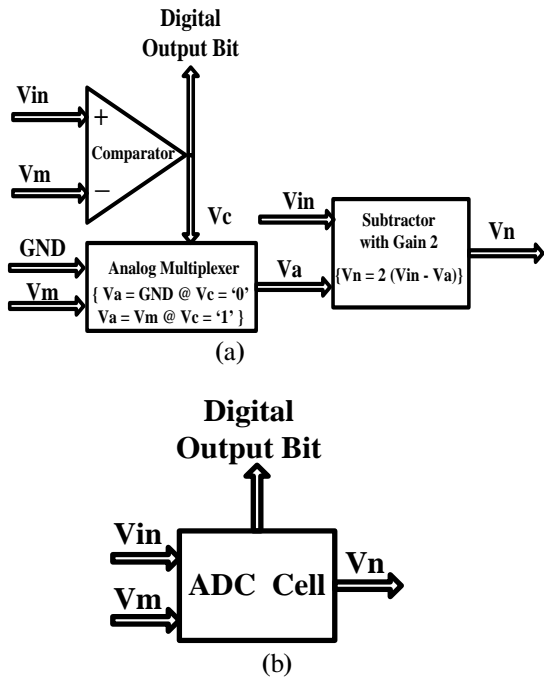 Digital
Output Bit
Vin
+
Comparator
Vm
−
Vc
GND
Vm
Analog Multiplexer
{ Va = GND @ Vc = ‘0’
Va = Vm @ Vc = ‘1’ }
Va
Vin
Subtractor
with Gain 2
{Vn = 2 (Vin - Va)}
Vn
(a)
Digital
Output Bit
Vin
Vm
ADC Cell
Vn
(b)